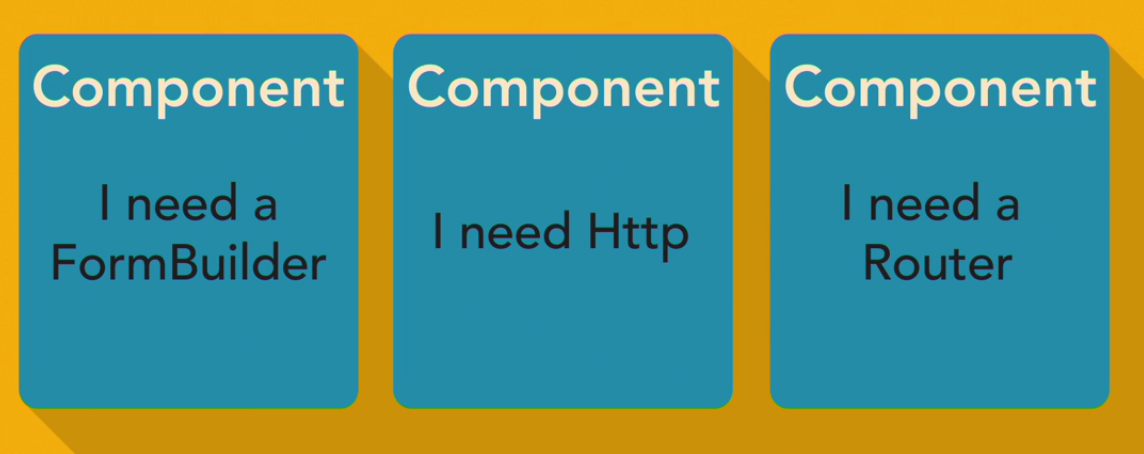 Component
I need a
FormBuilder
Component
I need Http
Component
I need a
Router